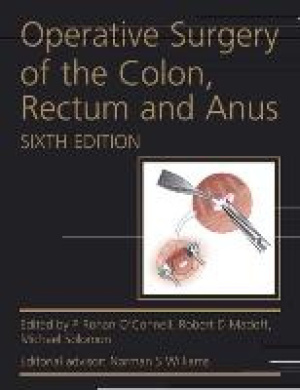 Operative Surgery
of the Colon,
Rectum and Anus
SIXTH EDITION
Edited by P Ronan O'Connell, Robert D Madoff,
Michael Solomon
Editorial advisor: Norman S Williams